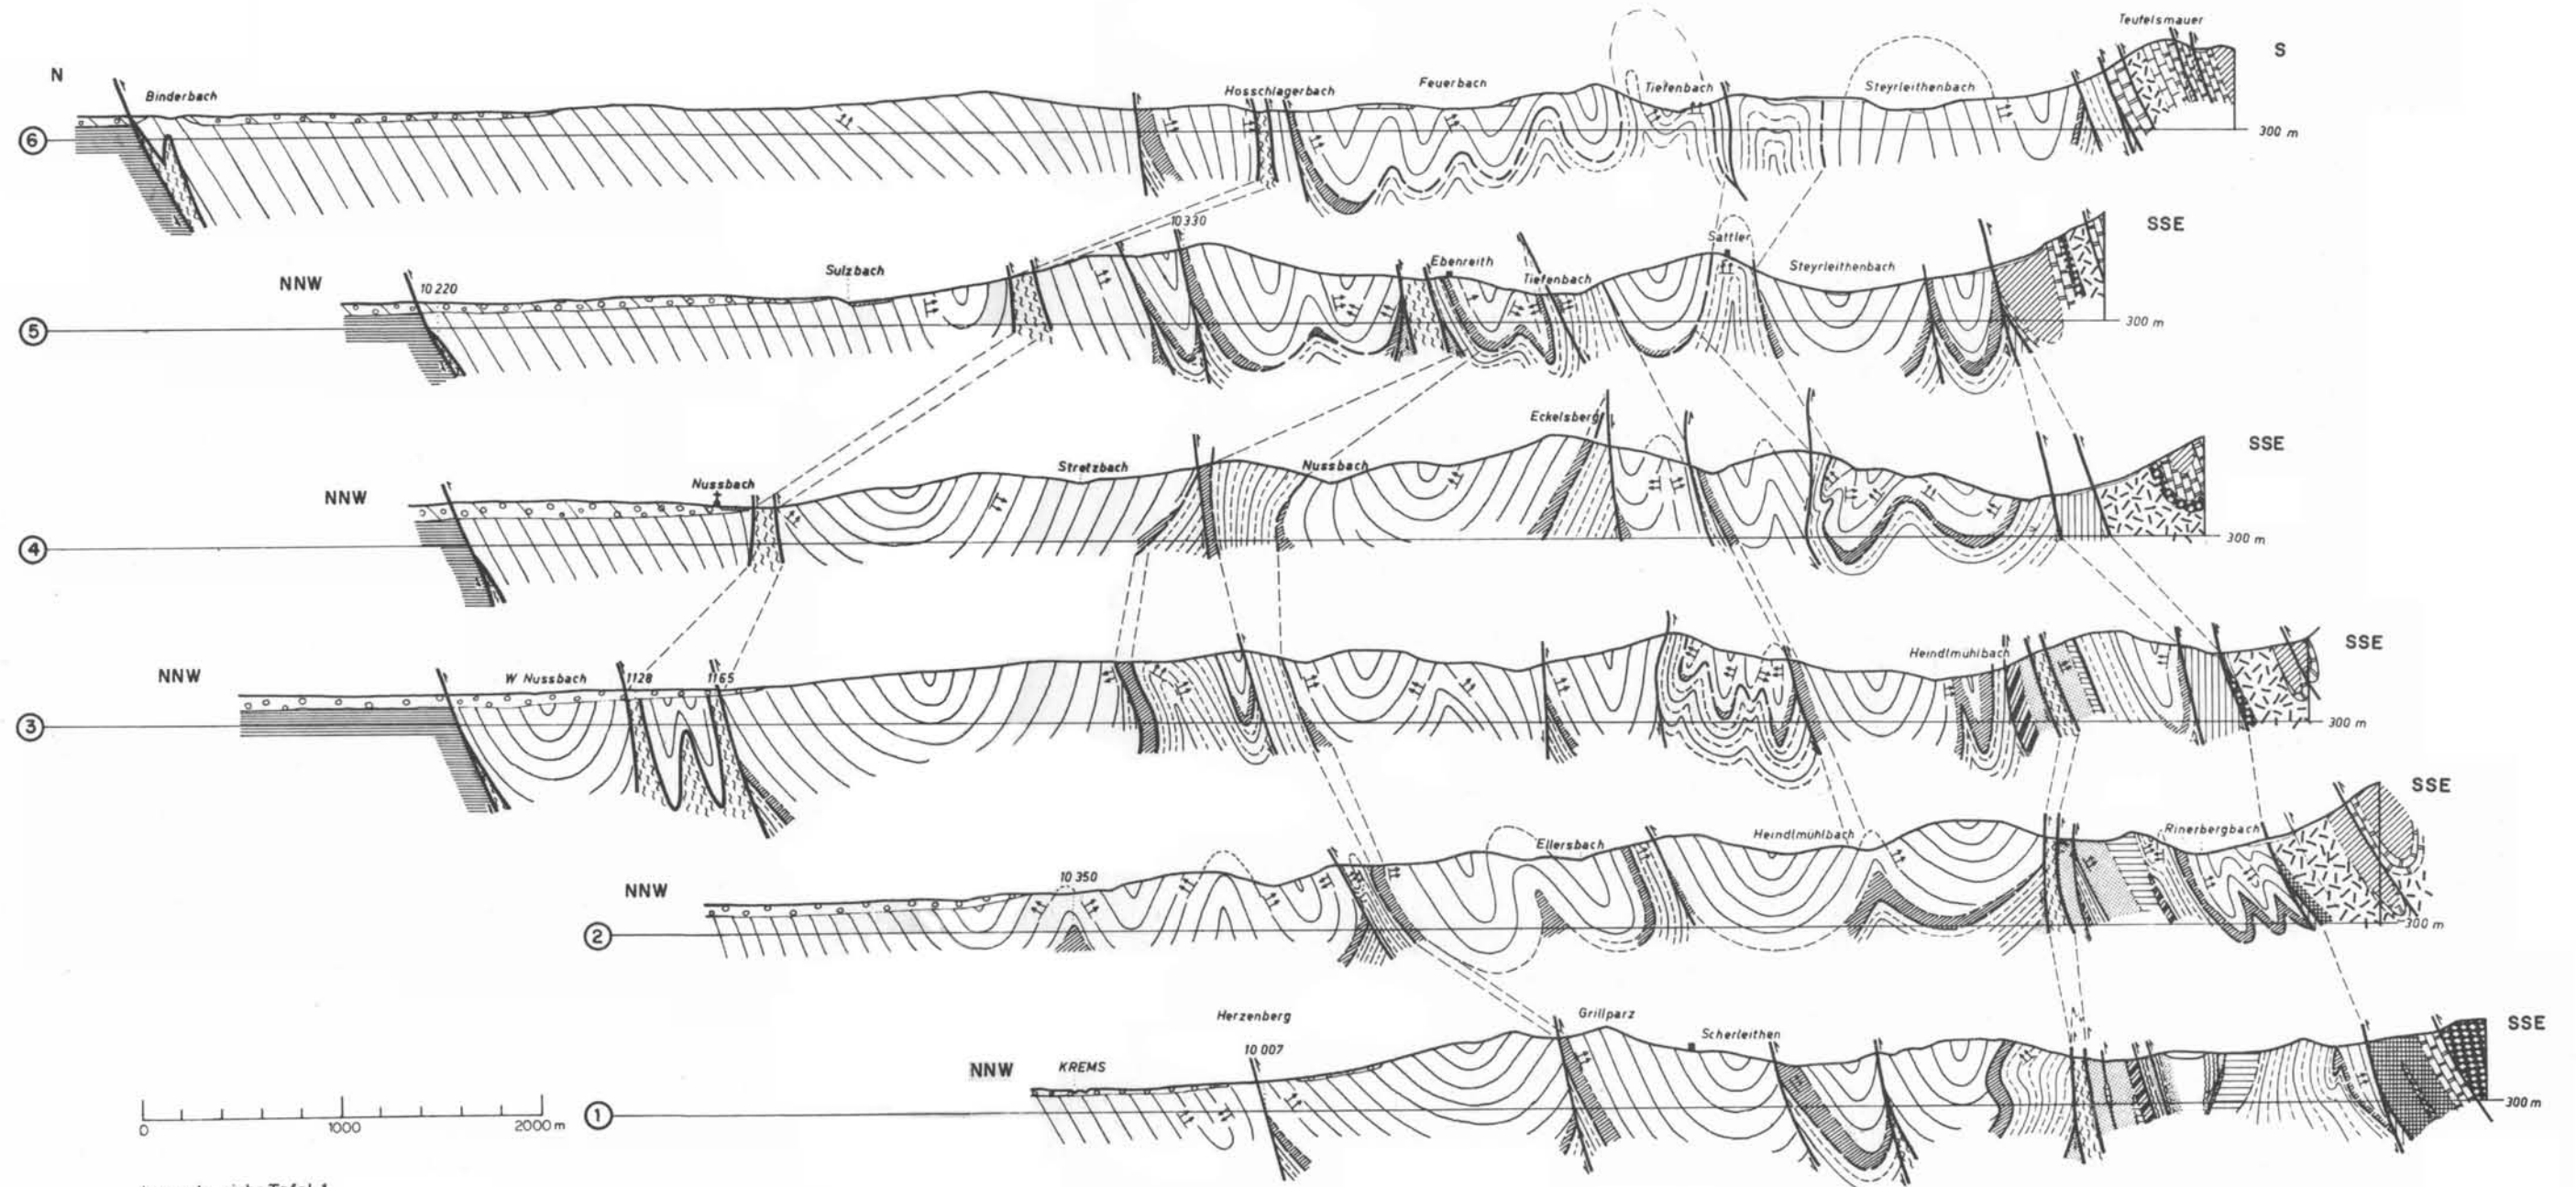 Teufelsmauer
N
Binderbach
Hosschlagerbach
Feuerbach
Tiefenbach
Steyrleithenbach
S
6
300 m
10330
SSE
NNW
10 220
Sulzbach
Ebenreith
Tiefenbach
Sattler
Steyrleithenbach
5
300 m
Eckelsberg
SSE
NNW
Nussbach
Stretzbach
Nussbach
4
300 m
SSE
NNW
W Nussbach
1128
1165
Heindlmühlbach
3
300 m
SSE
NNW
10 350
Ellersbach
Heindlmühlbach
Rinerbergbach
2
300 m
SSE
Herzenberg
Grillparz
NNW
KREMS
10 007
Scherleithen
1
300 m
0 1000 2000 m